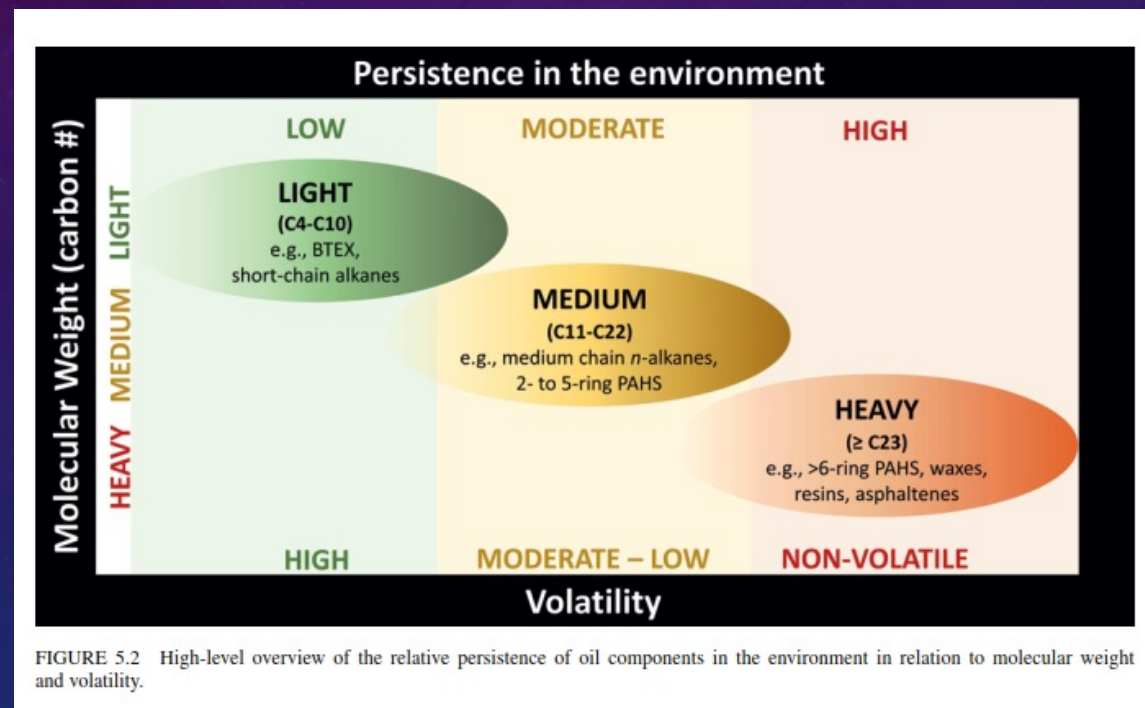 Persistence in the environment
Molecular Weight (carbon #)
LOW
MODERATE
HIGH
LIGHT
MEDIUM
HEAVY
LIGHT
(C4-C10)
e.g., BTEX,
short-chain alkanes
MEDIUM
(C11-C22)
e.g., medium chain n-alkanes,
2- to 5-ring PAHS
HEAVY
(≥ C23)
e.g., >6-ring PAHS, waxes,
resins, asphaltenes
HIGH
MODERATE – LOW
NON-VOLATILE
Volatility
FIGURE 5.2 High-level overview of the relative persistence of oil components in the environment in relation to molecular weight
and volatility.